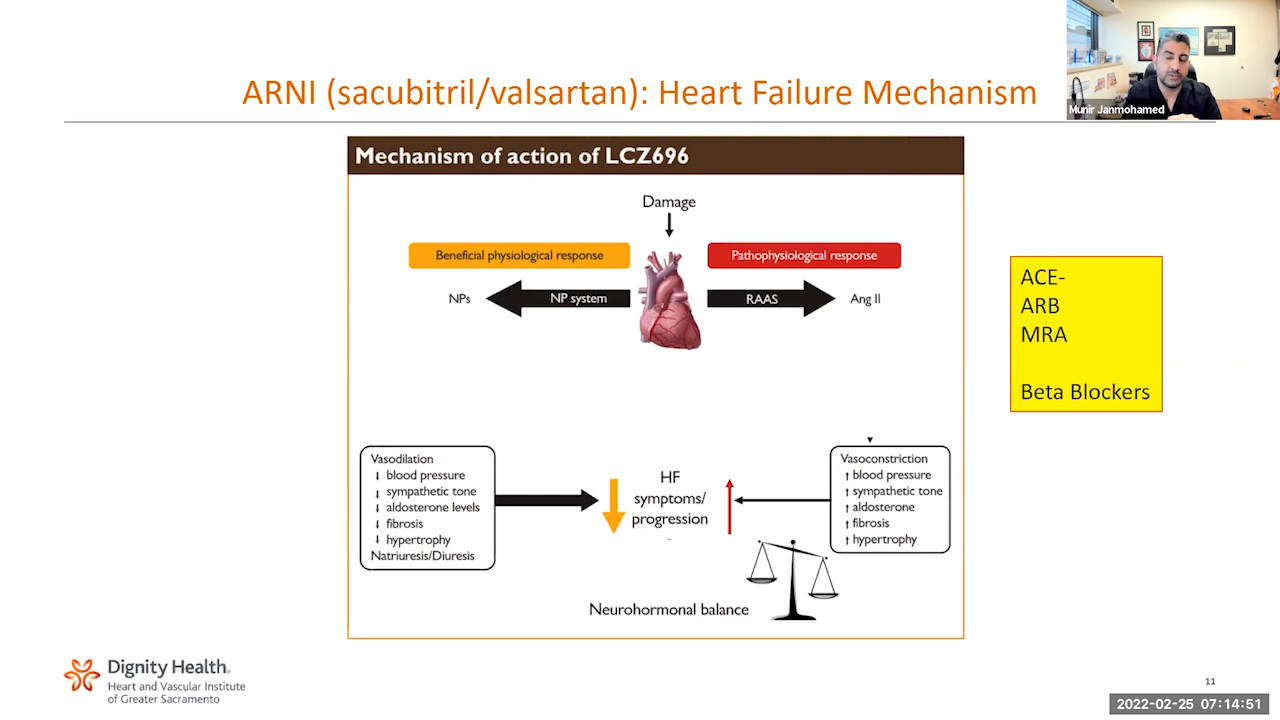 ARNI (sacubitril/valsartan): Heart Failure Mechanism
Munir Janmohamed
Mechanism of action of LCZ696
Damage
Beneficial physiological response
Pathophysiological response
NPs
NP system
RAAS
Ang II
ACE-
ARB
MRA
Beta Blockers
Vasodilation
↓ blood pressure
↓ sympathetic tone
↓ aldosterone levels
↓ fibrosis
↓ hypertrophy
Natriuresis/Diuresis
HF
symptoms/
progression
Vasoconstriction
↑ blood pressure
↑ sympathetic tone
↑ aldosterone
↑ fibrosis
↑ hypertrophy
Neurohormonal balance
Dignity Health.
Heart and Vascular Institute
of Greater Sacramento
11
2022-02-25 07:14:51